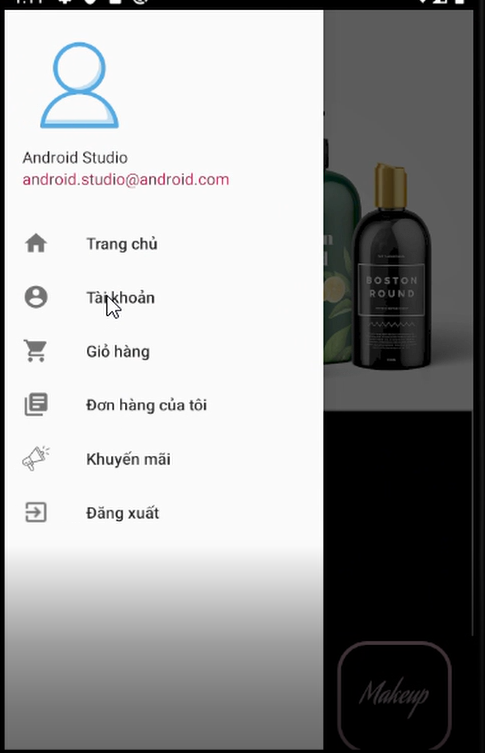 Android Studio
android.studio@android.com
Trang chủ
Tài khoản
Giỏ hàng
Đơn hàng của tôi
Khuyến mãi
Đăng xuất
BOSTON
ROUND
Makeup